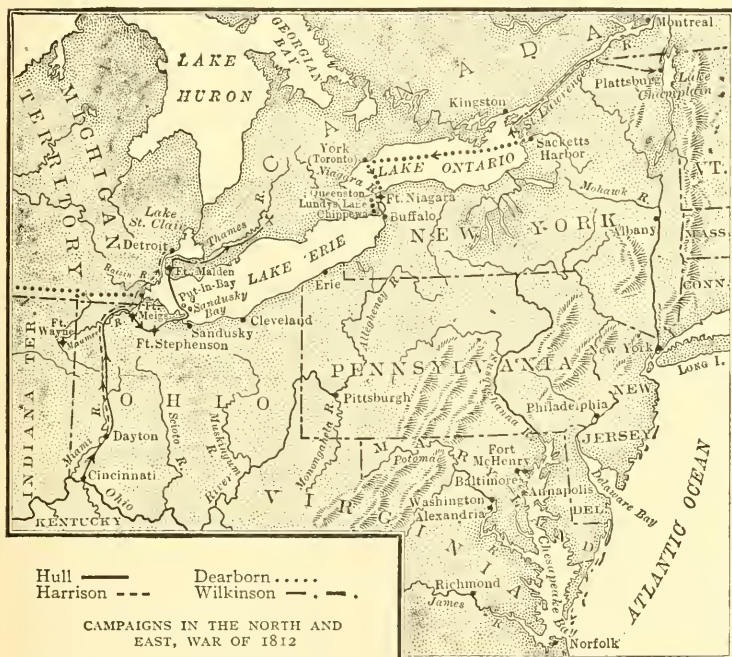 LAKE HURON
GEORGIAN BAY
CANADA
Montreal
R.
St. Lawrence
Plattsburg
Lake Champlain
Kingston
MICHIGAN TERRITORY
York (Toronto)
LAKE ONTARIO
Sacketts Harbor
Niagara R.
Queenston
Lundy's Lane
Chippewa
Ft. Niagara
Buffalo
Mohawk R.
VT.
Lake St. Clair
Thames R.
Detroit
NEW YORK
Albany
MASS.
Raisin R.
Ft. Malden
LAKE ERIE
CONN.
Put-in-Bay
Sandusky Bay
Erie
Allegheny R.
Ft. Wayne
Maumee R.
Ft. Meigs
Sandusky
Cleveland
Ft. Stephenson
INDIANA TER.
PENNSYLVANIA
Susquehanna
New York
LONG I.
OHIO
Pittsburgh
Philadelphia
NEW JERSEY
Miami R.
Dayton
Scioto R.
Muskingum River
Monongahela R.
MARYLAND
Potomac
Fort McHenry
Baltimore
Delaware Bay
Cincinnati
Ohio
Annapolis
Washington
Alexandria
DEL.
ATLANTIC OCEAN
KENTUCKY
VIRGINIA
Chesapeake Bay
Richmond
James R.
Norfolk
Hull
Dearborn
Harrison
Wilkinson
CAMPAIGNS IN THE NORTH AND
EAST, WAR OF 1812